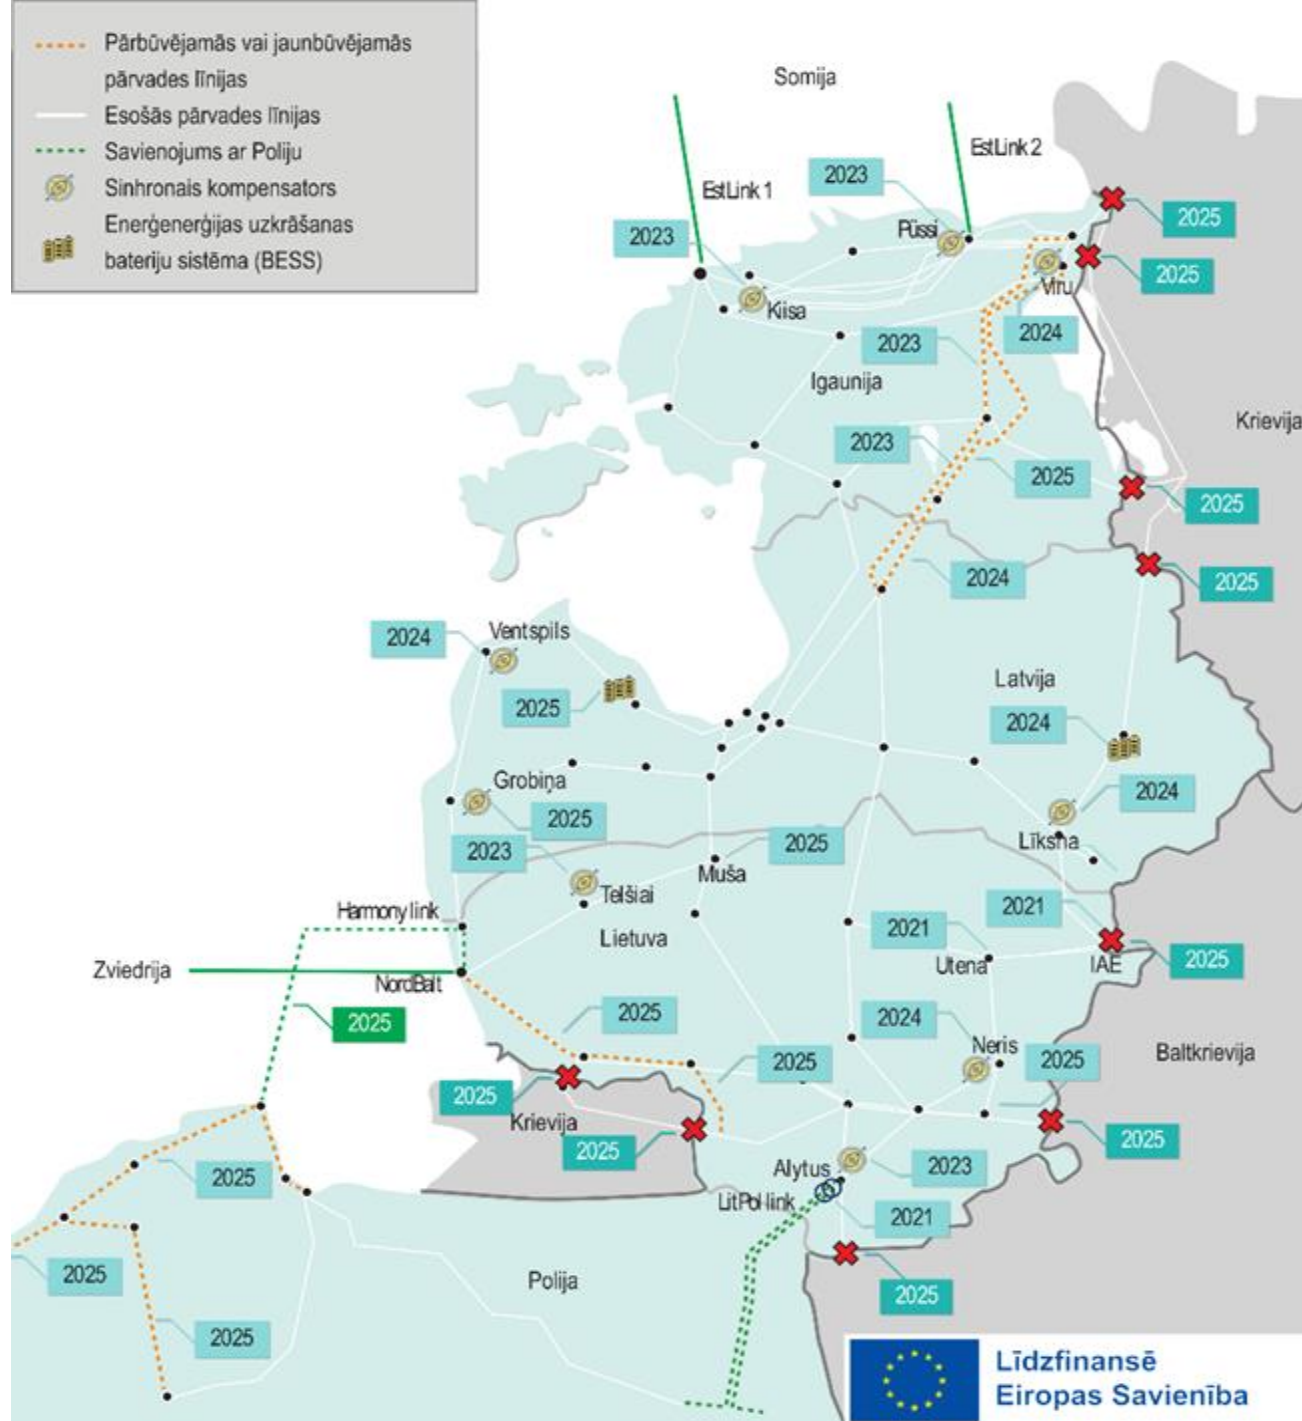 Pārbūvējamās vai jaunbūvējamās
pārvades līnijas
Esošās pārvades līnijas
Savienojums ar Poliju
Sinhronais kompensators
Enerģenerģijas uzkrāšanas
bateriju sistēma (BESS)
Somija
EstLink 1
EstLink 2
2023
2023
Püssi
2025
2025
Kiisa
Viru
2024
2023
Igaunija
Krievija
2023
2025
2025
2025
2024
2024
Ventspils
2025
Latvija
2024
Grobiņa
2025
2024
2023
Līksna
2025
Muša
Telšiai
Harmony link
Lietuva
2021
2021
Utena
IAE
2025
Zviedrija
NordBalt
2025
2025
2024
Neris
2025
Baltkrievija
2025
2025
Krievija
2025
2025
Alytus
2023
LitPol link
2021
2025
2025
Polija
2025
2025
Līdzfinansē
Eiropas Savienība